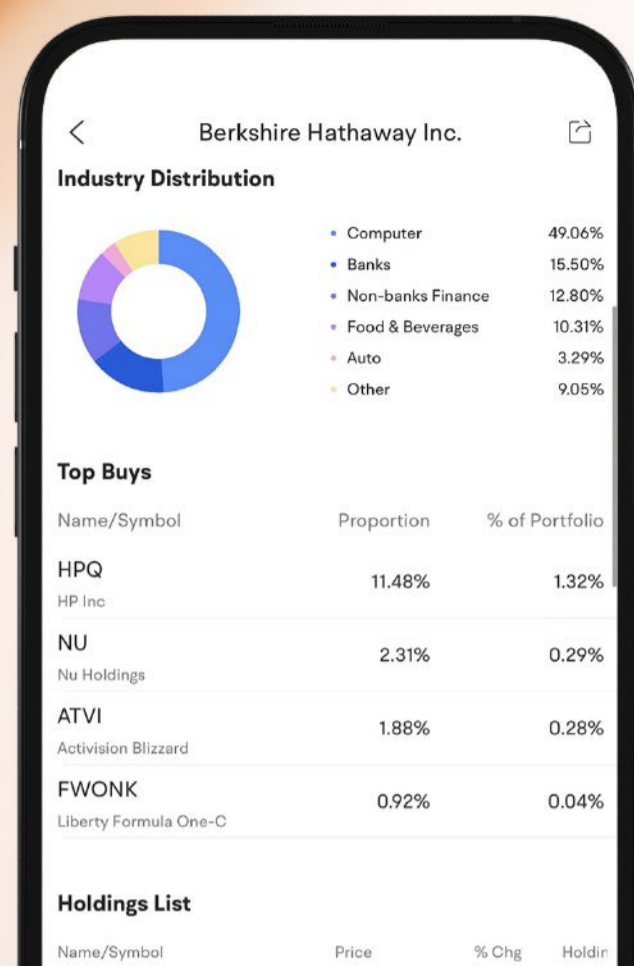 Berkshire Hathaway Inc.
Industry Distribution
Computer 49.06%
Banks 15.50%
Non-banks Finance 12.80%
Food & Beverages 10.31%
Auto 3.29%
Other 9.05%
Top Buys
Name/Symbol Proportion % of Portfolio
HPQ
HP Inc
11.48% 1.32%
NU
Nu Holdings
2.31% 0.29%
ATVI
Activision Blizzard
1.88% 0.28%
FWONK
Liberty Formula One-C
0.92% 0.04%
Holdings List
Name/Symbol Price % Chg Holdin